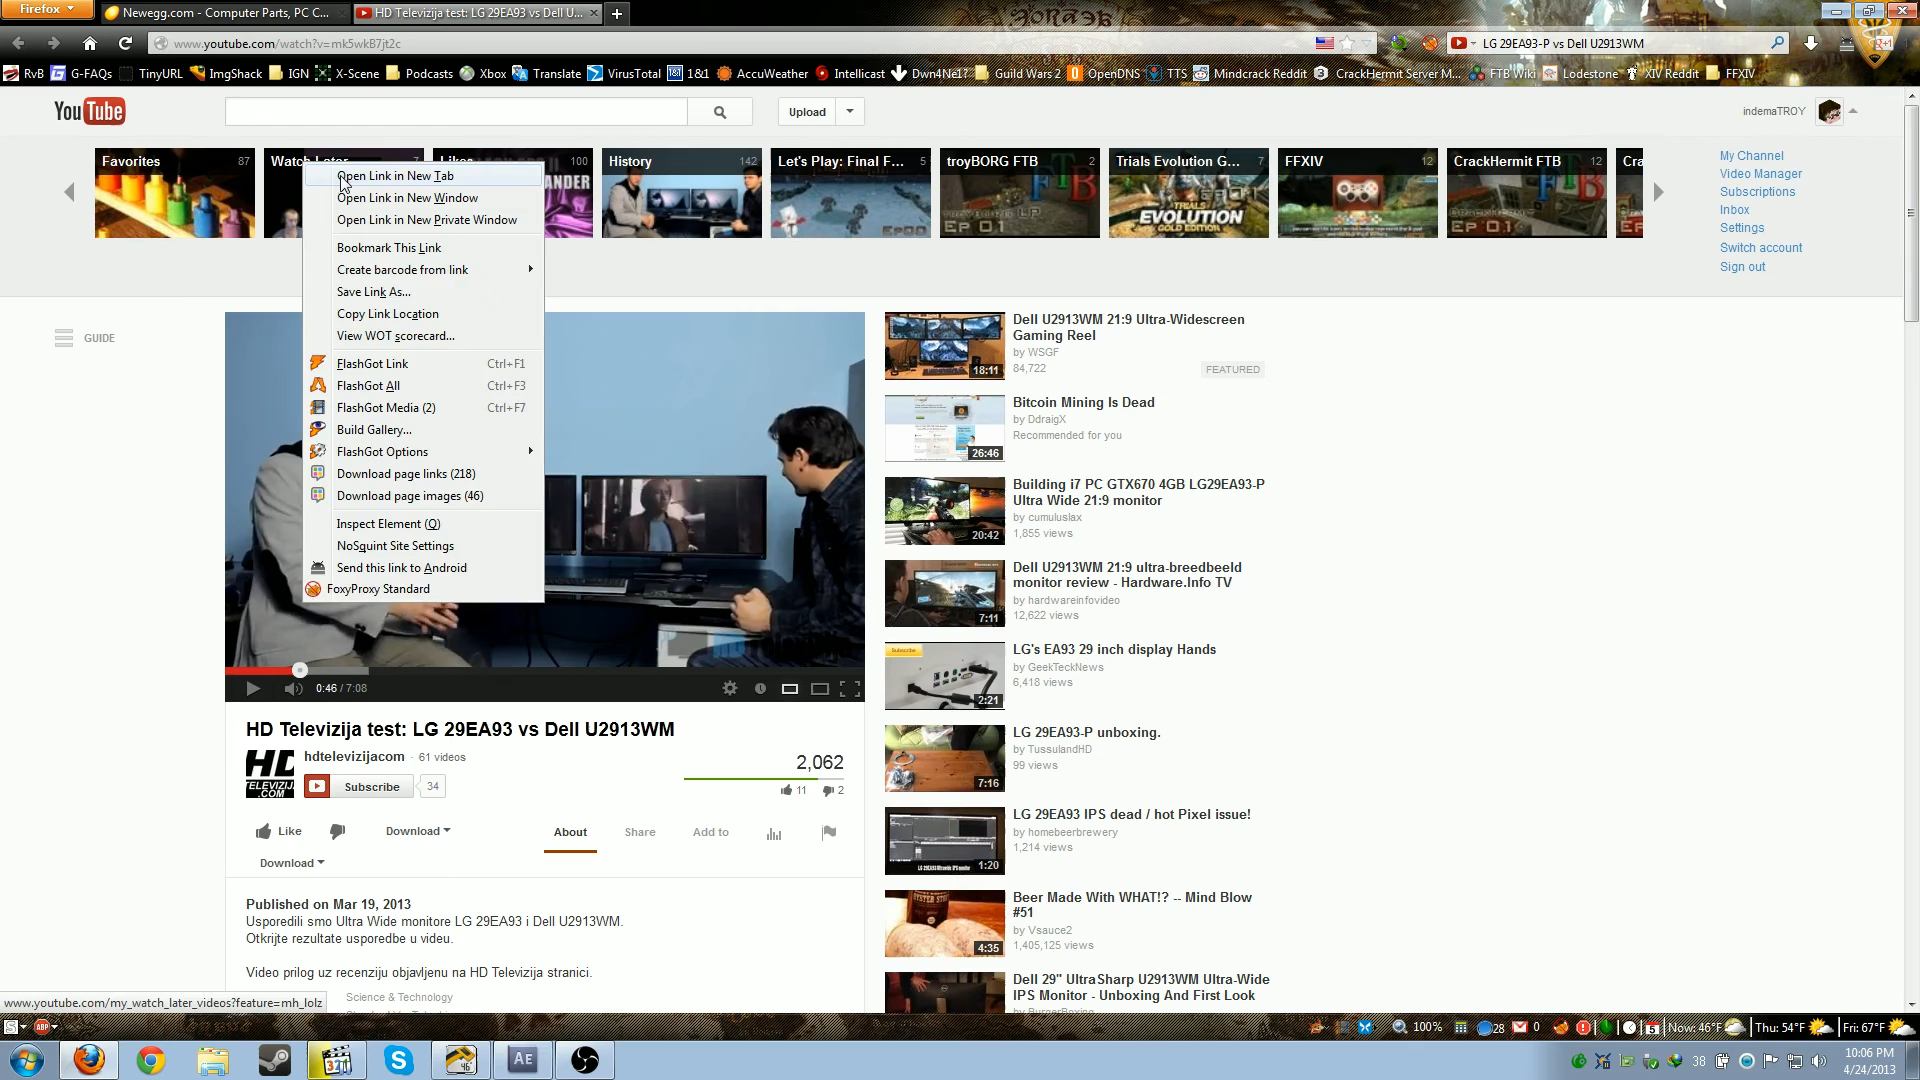 Firefox
Newegg.com - Computer Parts, PC C...
HD Televizija test: LG 29EA93 vs Dell U...
www.youtube.com/watch?v=mk5wkB7jt2c
LG 29EA93-P vs Dell U2913WM
RvB
G-FAQs
TinyURL
ImgShack
IGN
X-Scene
Podcasts
Xbox
Translate
VirusTotal
1&1
AccuWeather
Intellicast
Dwn4Ne1?
Guild Wars 2
OpenDNS
TTS
Mindcrack Reddit
CrackHermit Server M...
FTB Wiki
Lodestone
XIV Reddit
FFXIV
YouTube
Upload
indemaTROY
Favorites 87
Watch Later 7
Likes 100
History 142
Let's Play: Final F... 5
troyBORG FTB 2
Trials Evolution G... 7
FFXIV 12
CrackHermit FTB 12
Cra
My Channel
Video Manager
Subscriptions
Inbox
Settings
Switch account
Sign out
Open Link in New Tab
Open Link in New Window
Open Link in New Private Window
Bookmark This Link
Create barcode from link
Save Link As...
Copy Link Location
View WOT scorecard...
FlashGot Link Ctrl+F1
FlashGot All Ctrl+F3
FlashGot Media (2) Ctrl+F7
Build Gallery...
FlashGot Options
Download page links (218)
Download page images (46)
Inspect Element (Q)
NoSquint Site Settings
Send this link to Android
FoxyProxy Standard
GUIDE
0:46 / 7:08
HD Televizija test: LG 29EA93 vs Dell U2913WM
hdtelevizijacom · 61 videos
Subscribe 34
2,062
11 2
Like
Download
About
Share
Add to
Download
Published on Mar 19, 2013
Usporedili smo Ultra Wide monitore LG 29EA93 i Dell U2913WM.
Otkrijte rezultate usporedbe u videu.
Video prilog uz recenziju objavljenu na HD Televizija stranici.
Science & Technology
Dell U2913WM 21:9 Ultra-Widescreen
Gaming Reel
by WSGF
84,722
FEATURED
18:11
Bitcoin Mining Is Dead
by DdraigX
Recommended for you
26:46
Building i7 PC GTX670 4GB LG29EA93-P
Ultra Wide 21:9 monitor
by cumuluslax
1,855 views
20:42
Dell U2913WM 21:9 ultra-breedbeeld
monitor review - Hardware.Info TV
by hardwareinfovideo
12,622 views
7:11
LG's EA93 29 inch display Hands
by GeekTeckNews
6,418 views
2:21
LG 29EA93-P unboxing.
by TussulandHD
99 views
7:16
LG 29EA93 IPS dead / hot Pixel issue!
by homebeerbrewery
1,214 views
1:20
Beer Made With WHAT!? -- Mind Blow
#51
by Vsauce2
1,405,125 views
4:35
Dell 29" UltraSharp U2913WM Ultra-Wide
IPS Monitor - Unboxing And First Look
www.youtube.com/my_watch_later_videos?feature=mh_lolz
ABP
100%
28
0
Now: 46°F
Thu: 54°F
Fri: 67°F
AE
38
10:06 PM
4/24/2013